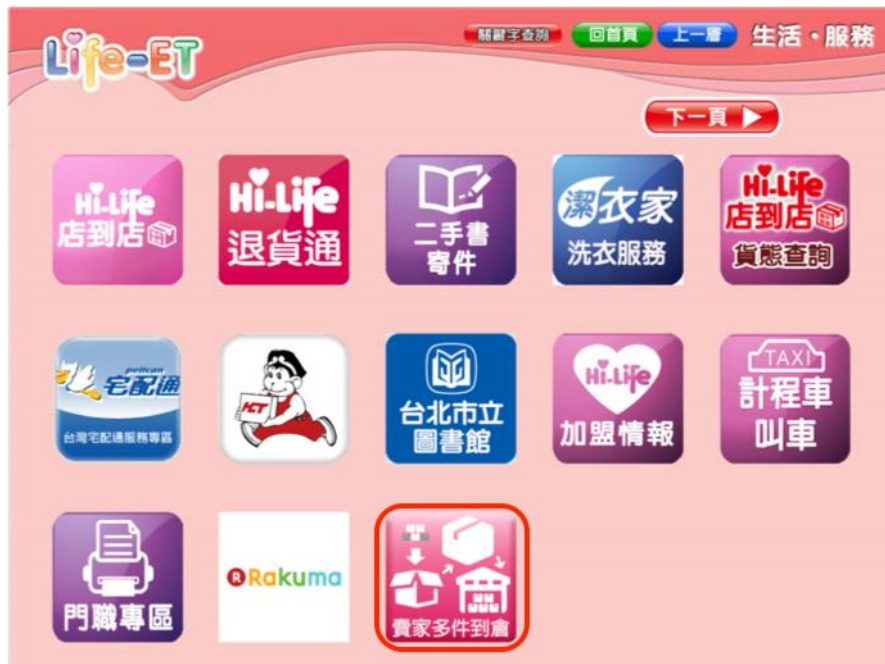 Life-ET
關鍵字查詢 回首頁 上一層 生活・服務
下一頁
Hi-Life
店到店
Hi-Life
退貨通
二手書
寄件
潔衣家
洗衣服務
Hi-Life
店到店
貨態查詢
pelican
宅配通
台灣宅配通服務專區
HCT
台北市立
圖書館
Hi-Life
加盟情報
TAXI
計程車
叫車
門職專區
R Rakuma
賣家多件到倉